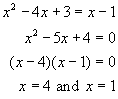 x² − 4x + 3 = x − 1
x² − 5x + 4 = 0
(x − 4)(x − 1) = 0
x = 4 and x = 1